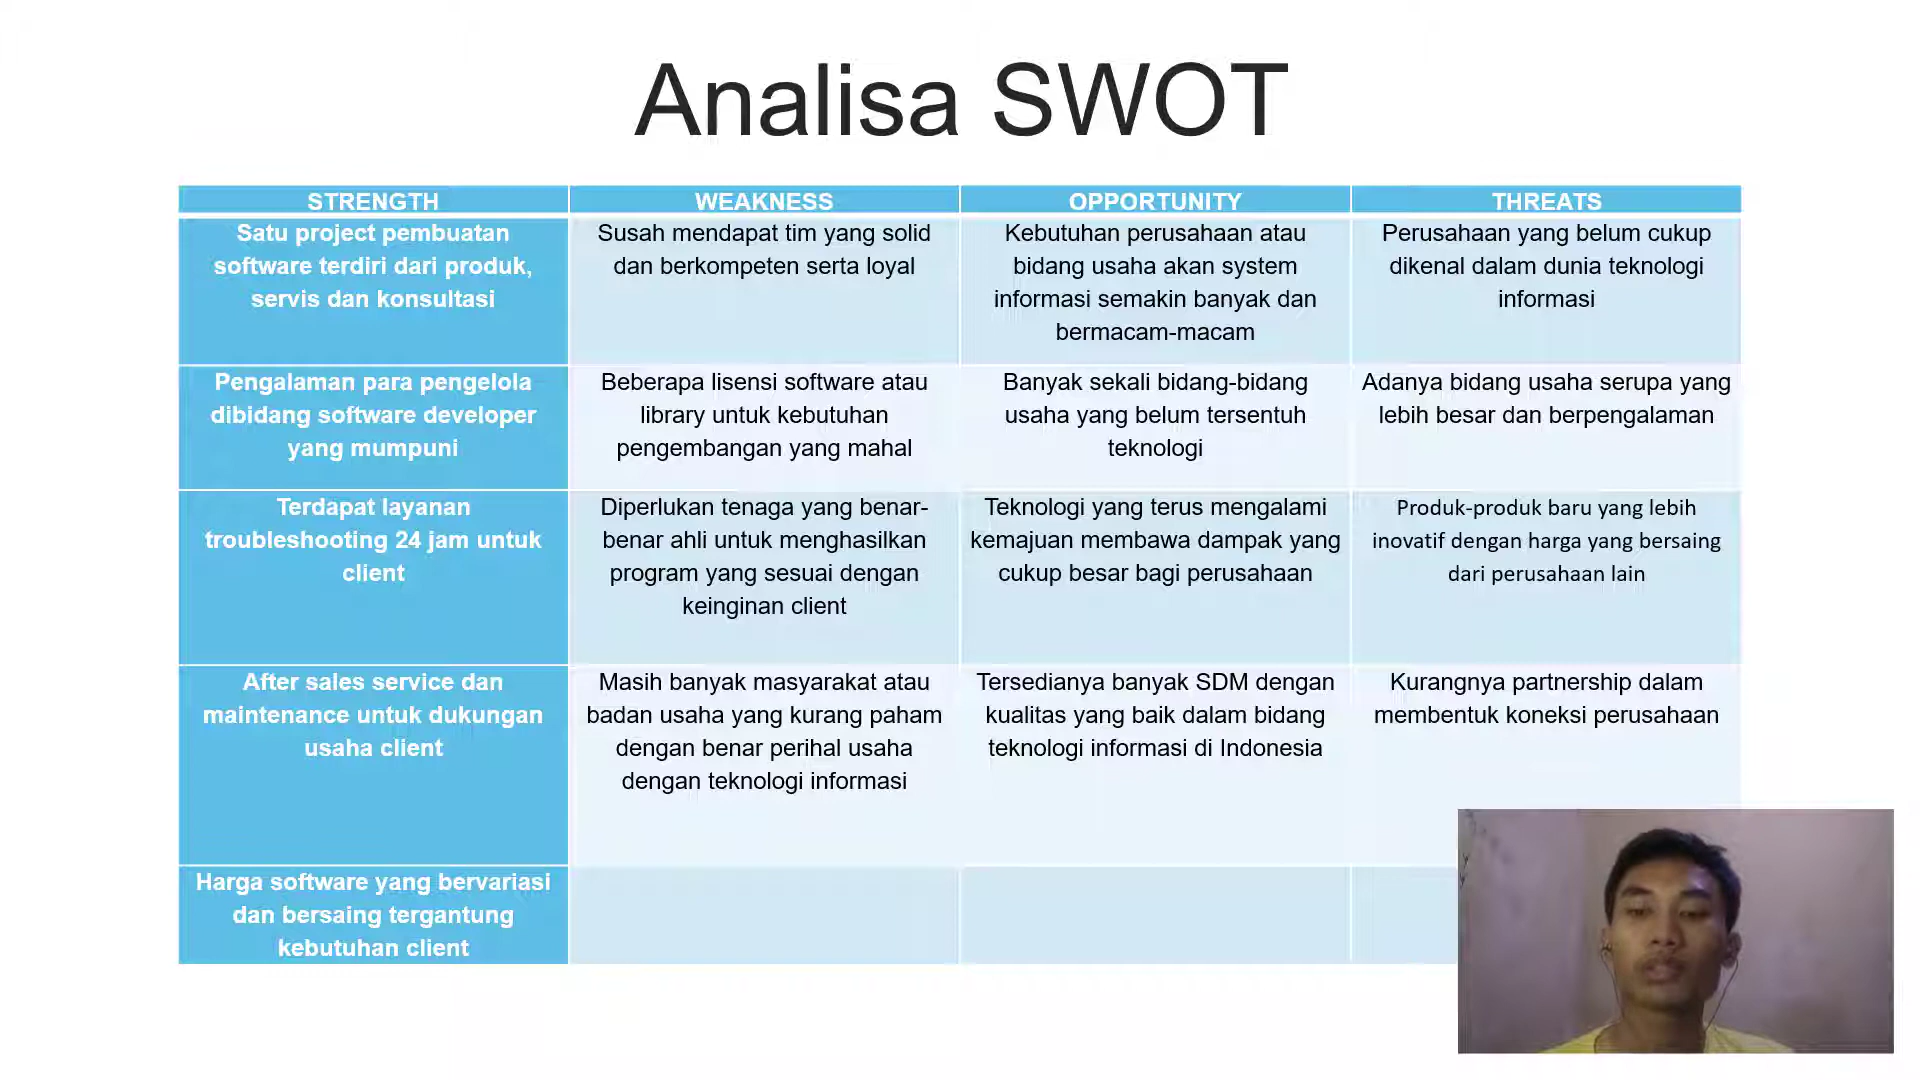 Analisa SWOT
STRENGTH
WEAKNESS
OPPORTUNITY
THREATS
Satu project pembuatan
software terdiri dari produk,
servis dan konsultasi
Susah mendapat tim yang solid
dan berkompeten serta loyal
Kebutuhan perusahaan atau
bidang usaha akan system
informasi semakin banyak dan
bermacam-macam
Perusahaan yang belum cukup
dikenal dalam dunia teknologi
informasi
Pengalaman para pengelola
dibidang software developer
yang mumpuni
Beberapa lisensi software atau
library untuk kebutuhan
pengembangan yang mahal
Banyak sekali bidang-bidang
usaha yang belum tersentuh
teknologi
Adanya bidang usaha serupa yang
lebih besar dan berpengalaman
Terdapat layanan
troubleshooting 24 jam untuk
client
Diperlukan tenaga yang benar-
benar ahli untuk menghasilkan
program yang sesuai dengan
keinginan client
Teknologi yang terus mengalami
kemajuan membawa dampak yang
cukup besar bagi perusahaan
Produk-produk baru yang lebih
inovatif dengan harga yang bersaing
dari perusahaan lain
After sales service dan
maintenance untuk dukungan
usaha client
Masih banyak masyarakat atau
badan usaha yang kurang paham
dengan benar perihal usaha
dengan teknologi informasi
Tersedianya banyak SDM dengan
kualitas yang baik dalam bidang
teknologi informasi di Indonesia
Kurangnya partnership dalam
membentuk koneksi perusahaan
Harga software yang bervariasi
dan bersaing tergantung
kebutuhan client